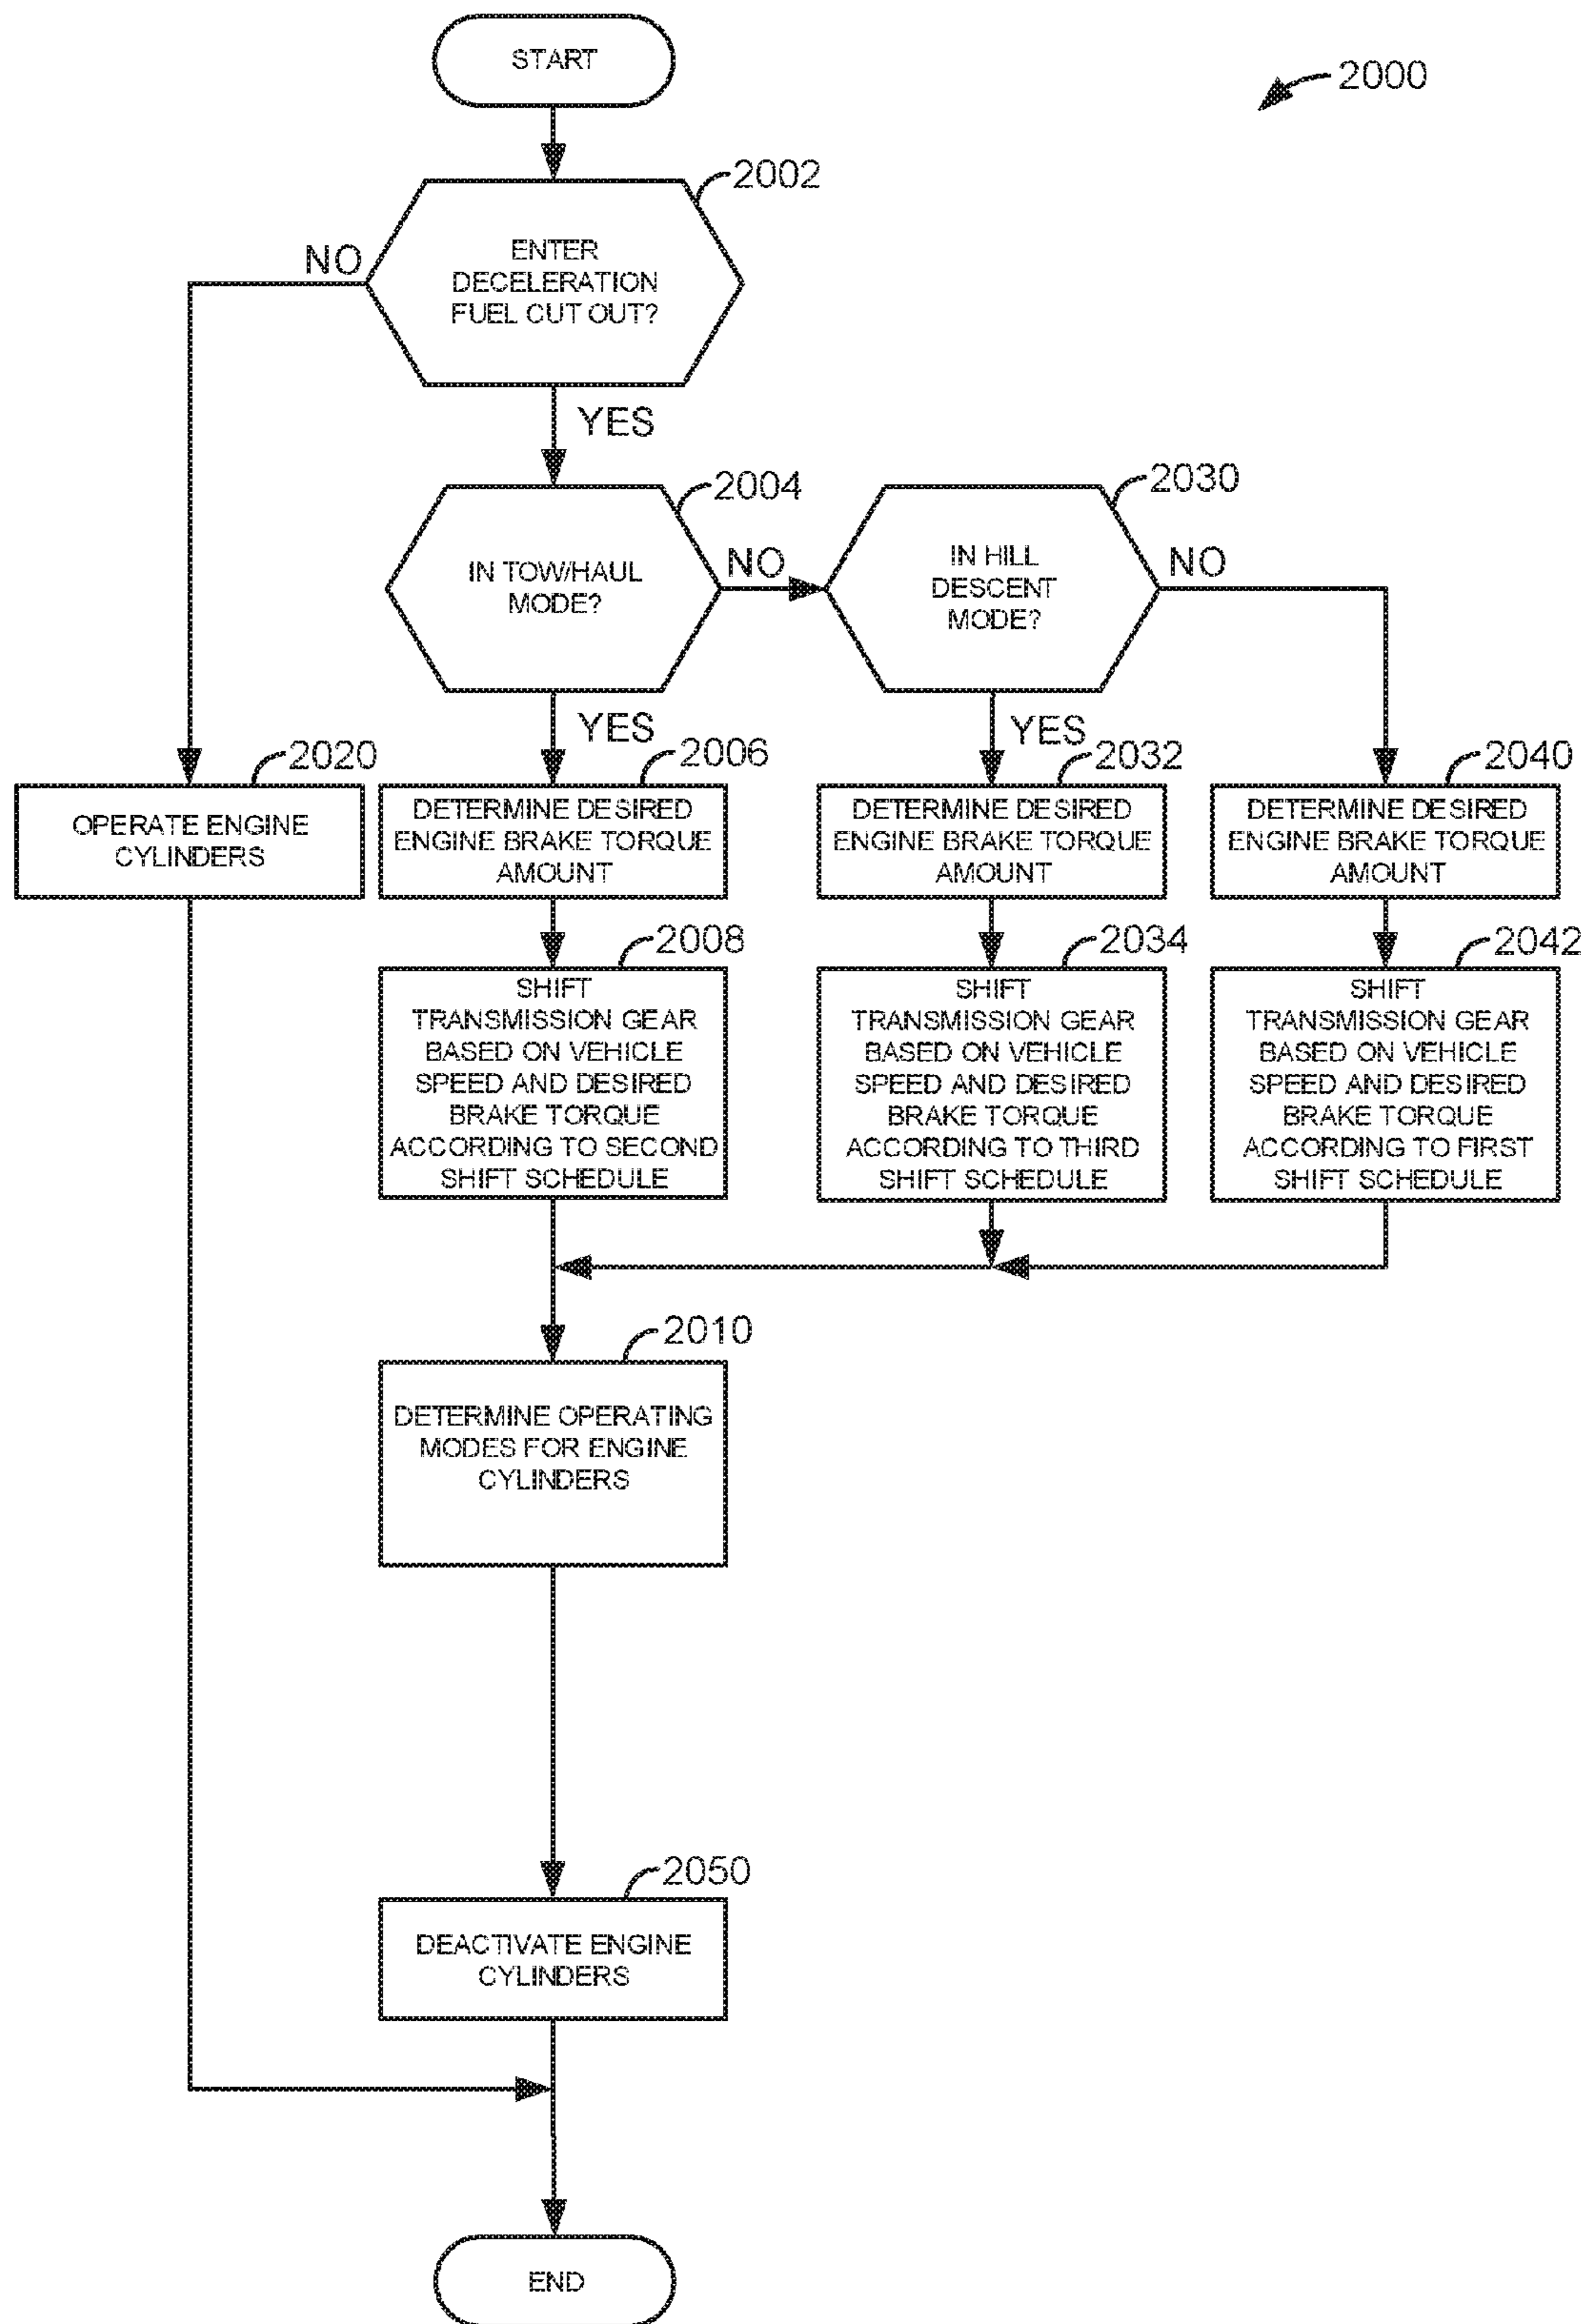 START
2000
2002
ENTER
DECELERATION
FUEL CUT OUT?
NO
YES
2004
IN TOW/HAUL
MODE?
NO
2030
IN HILL
DESCENT
MODE?
NO
YES
YES
2020
OPERATE ENGINE
CYLINDERS
2006
DETERMINE DESIRED
ENGINE BRAKE TORQUE
AMOUNT
2032
DETERMINE DESIRED
ENGINE BRAKE TORQUE
AMOUNT
2040
DETERMINE DESIRED
ENGINE BRAKE TORQUE
AMOUNT
2008
SHIFT
TRANSMISSION GEAR
BASED ON VEHICLE
SPEED AND DESIRED
BRAKE TORQUE
ACCORDING TO SECOND
SHIFT SCHEDULE
2034
SHIFT
TRANSMISSION GEAR
BASED ON VEHICLE
SPEED AND DESIRED
BRAKE TORQUE
ACCORDING TO THIRD
SHIFT SCHEDULE
2042
SHIFT
TRANSMISSION GEAR
BASED ON VEHICLE
SPEED AND DESIRED
BRAKE TORQUE
ACCORDING TO FIRST
SHIFT SCHEDULE
2010
DETERMINE OPERATING
MODES FOR ENGINE
CYLINDERS
2050
DEACTIVATE ENGINE
CYLINDERS
END